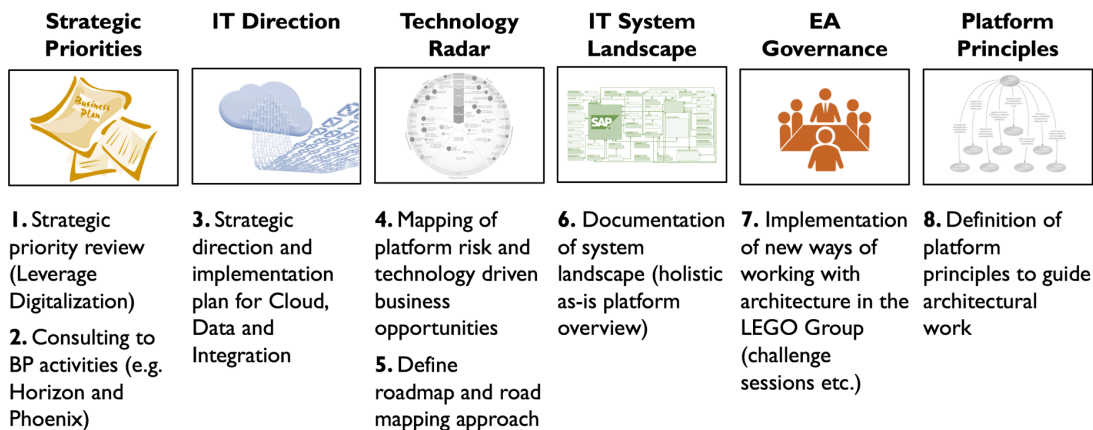 Strategic
Priorities
IT Direction
Technology
Radar
IT System
Landscape
EA
Governance
Platform
Principles
Business
Plan
SAP
1. Strategic
priority review
(Leverage
Digitalization)
2. Consulting to
BP activities (e.g.
Horizon and
Phoenix)
3. Strategic
direction and
implementation
plan for Cloud,
Data and
Integration
4. Mapping of
platform risk and
technology driven
business
opportunities
5. Define
roadmap and road
mapping approach
6. Documentation
of system
landscape (holistic
as-is platform
overview)
7. Implementation
of new ways of
working with
architecture in the
LEGO Group
(challenge
sessions etc.)
8. Definition of
platform
principles to guide
architectural
work